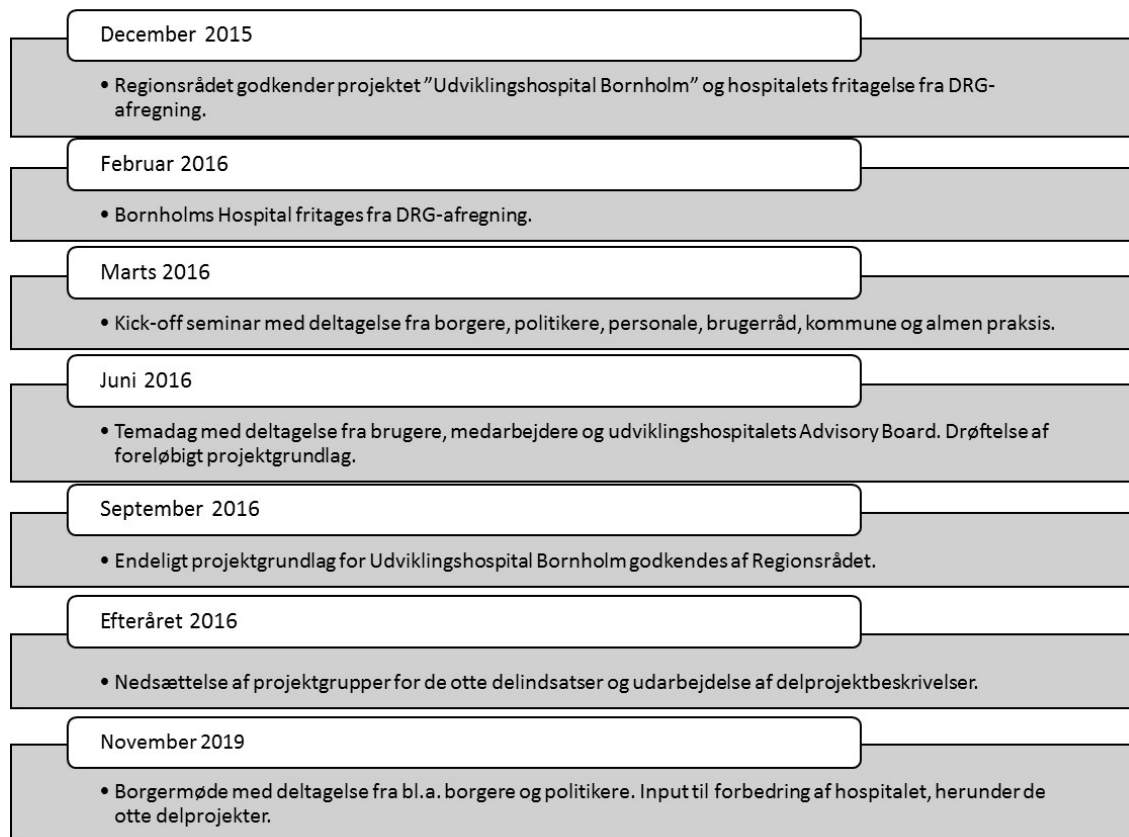 December 2015
• Regionsrådet godkender projektet ”Udviklingshospital Bornholm” og hospitalets fritagelse fra DRG-
afregning.
Februar 2016
• Bornholms Hospital fritages fra DRG-afregning.
Marts 2016
• Kick-off seminar med deltagelse fra borgere, politikere, personale, brugerråd, kommune og almen praksis.
Juni 2016
• Temadag med deltagelse fra brugere, medarbejdere og udviklingshospitalets Advisory Board. Drøftelse af
foreløbigt projektgrundlag.
September 2016
• Endeligt projektgrundlag for Udviklingshospital Bornholm godkendes af Regionsrådet.
Efteråret 2016
• Nedsættelse af projektgrupper for de otte delindsatser og udarbejdelse af delprojektbeskrivelser.
November 2019
• Borgermøde med deltagelse fra bl.a. borgere og politikere. Input til forbedring af hospitalet, herunder de
otte delprojekter.